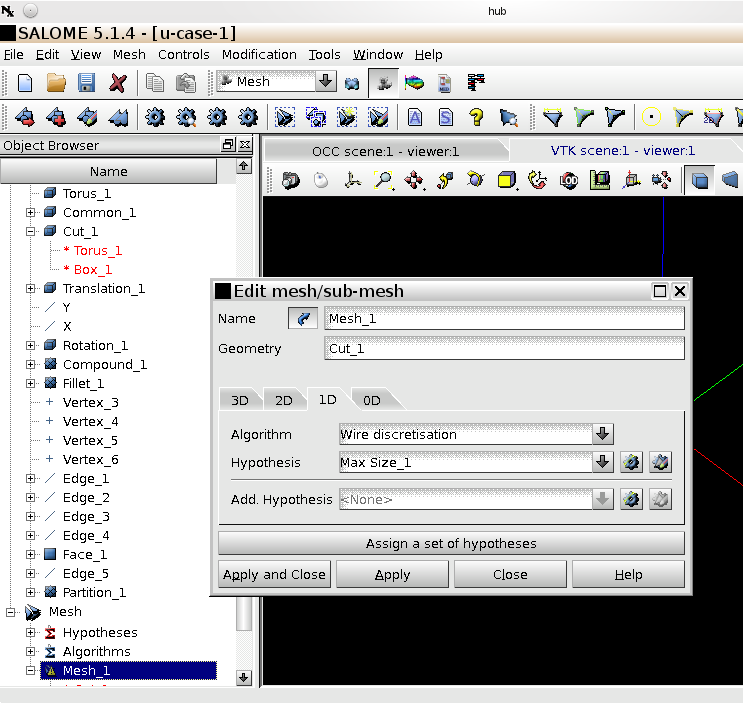 hub
SALOME 5.1.4 - [u-case-1]
File Edit View Mesh Controls Modification Tools Window Help
Mesh
Object Browser
OCC scene:1 - viewer:1
VTK scene:1 - viewer:1
Name
Torus_1
Common_1
Cut_1
* Torus_1
* Box_1
Translation_1
Y
X
Rotation_1
Compound_1
Fillet_1
Vertex_3
Vertex_4
Vertex_5
Vertex_6
Edge_1
Edge_2
Edge_3
Edge_4
Face_1
Edge_5
Partition_1
Mesh
Hypotheses
Algorithms
Mesh_1
Edit mesh/sub-mesh
Name Mesh_1
Geometry Cut_1
3D 2D 1D 0D
Algorithm Wire discretisation
Hypothesis Max Size_1
Add. Hypothesis <None>
Assign a set of hypotheses
Apply and Close Apply Close Help